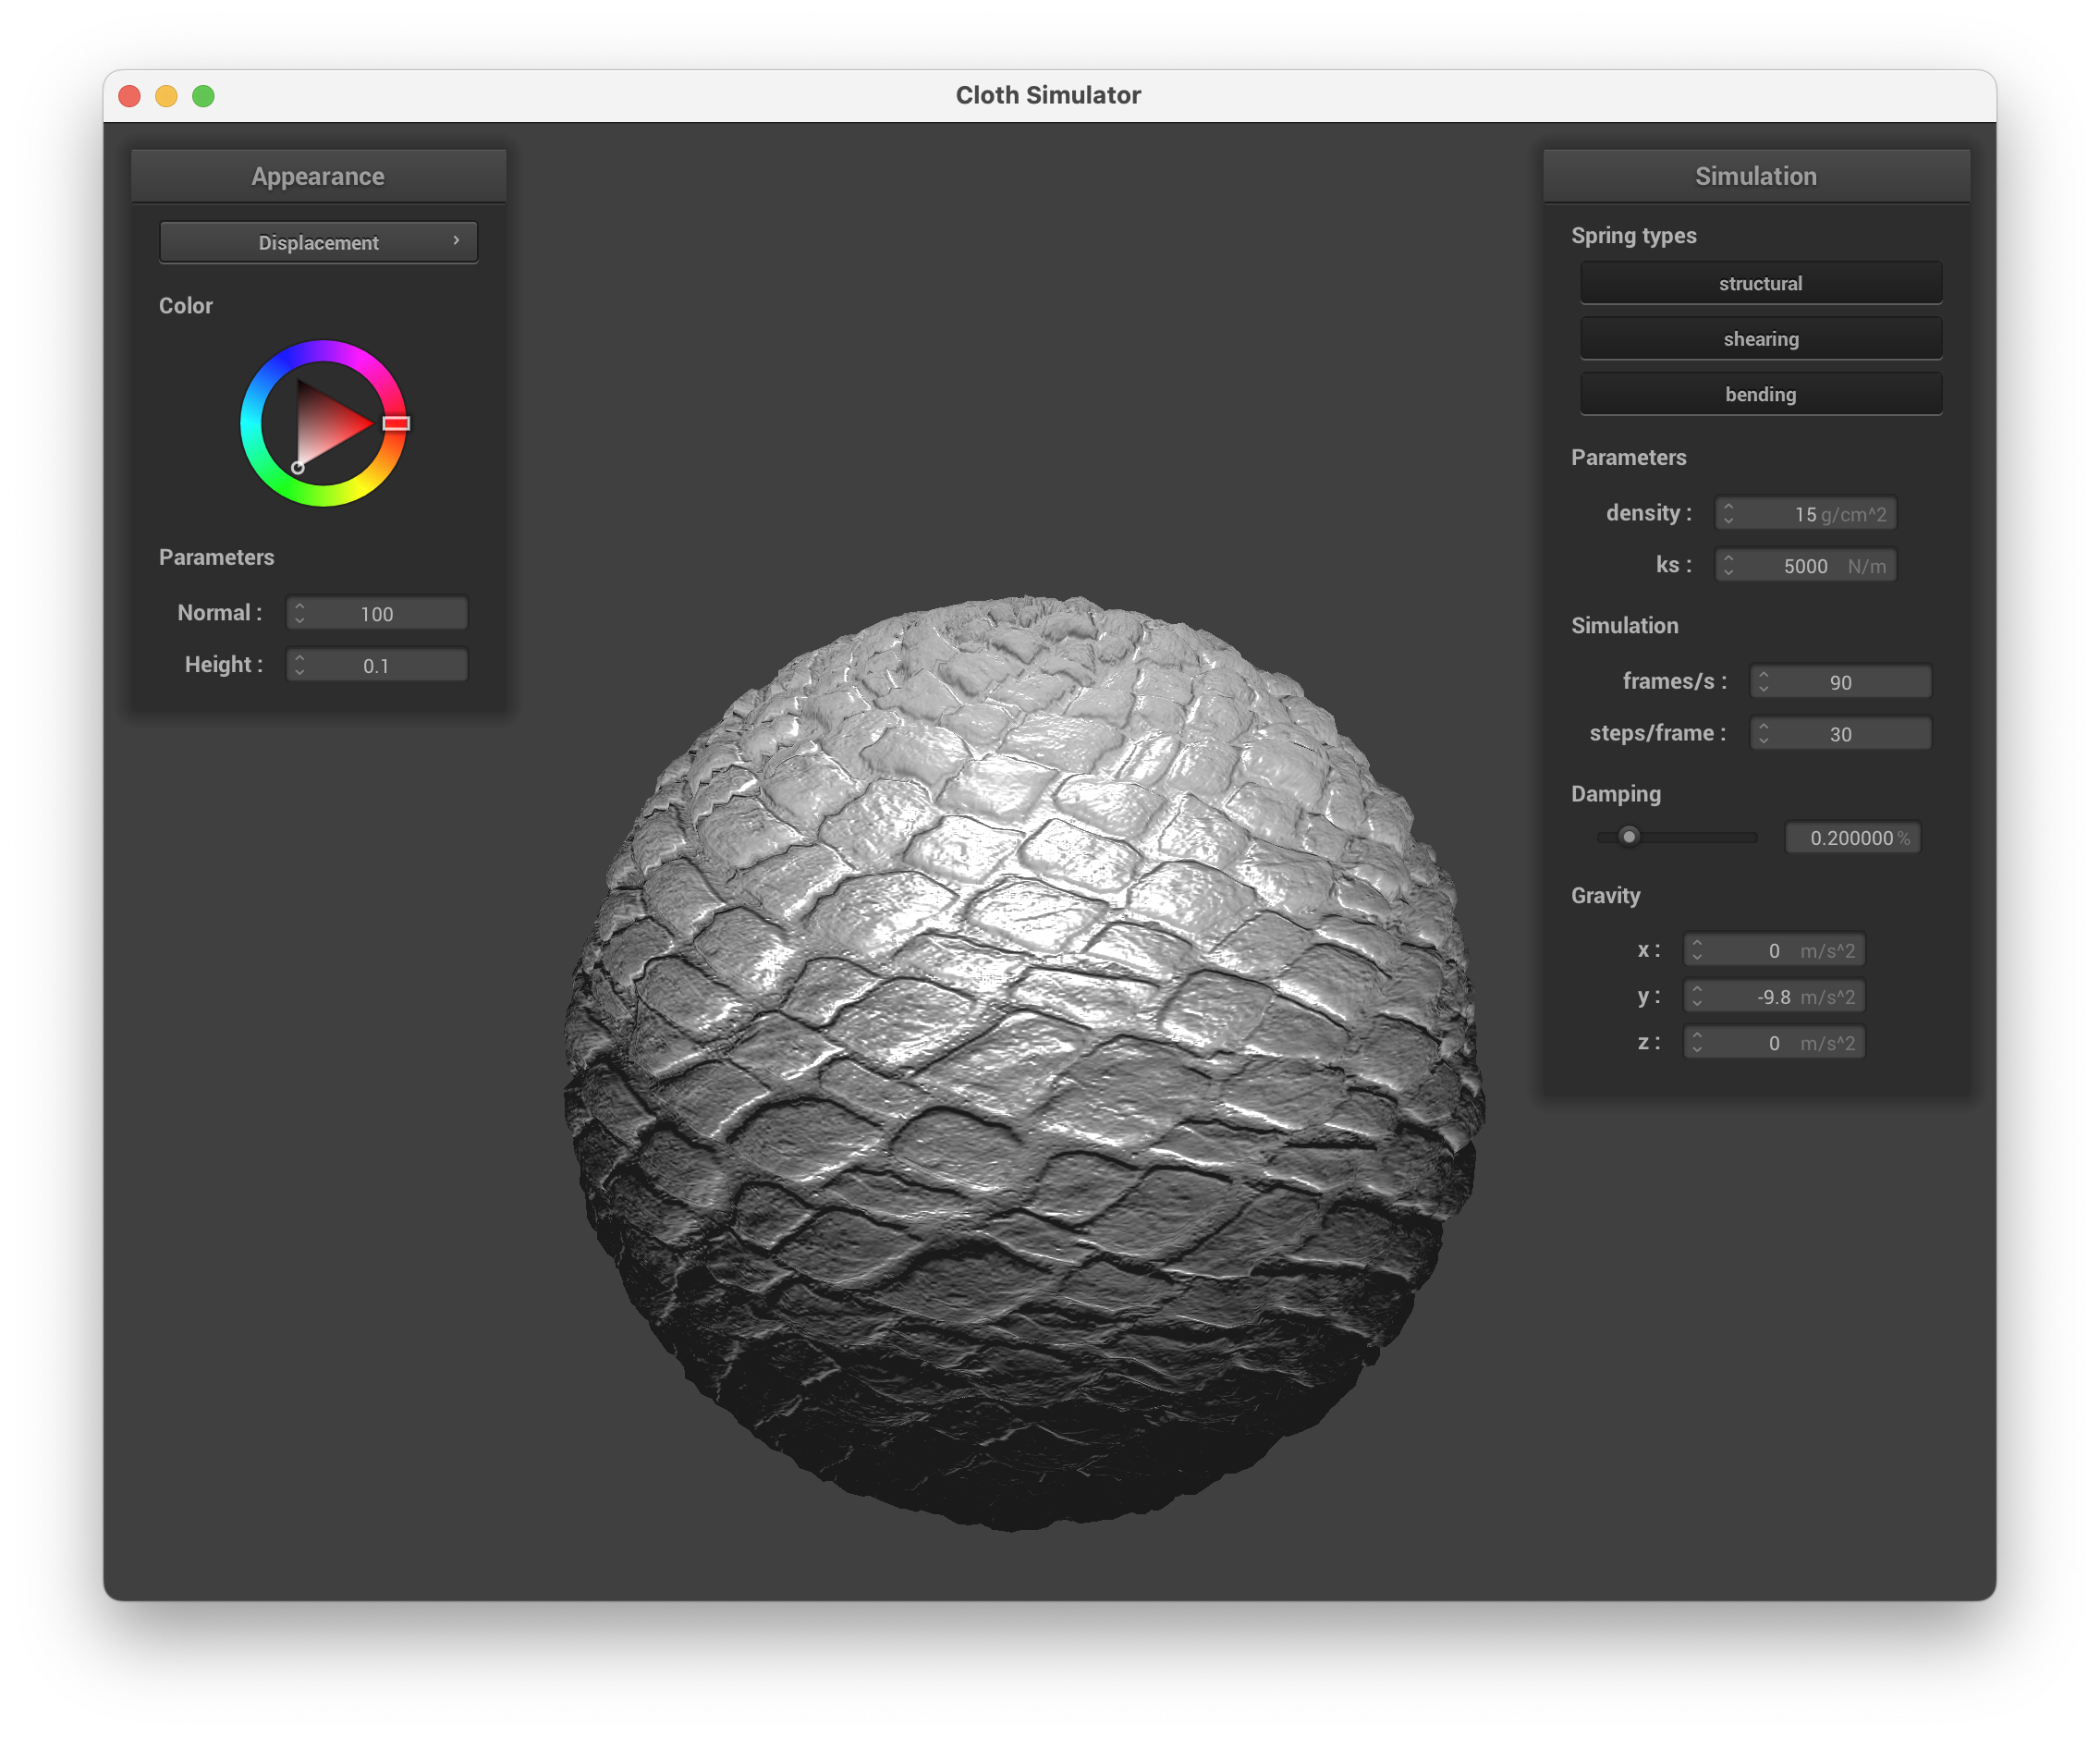 Cloth Simulator
Appearance
Displacement
Color
Parameters
Normal : 100
Height : 0.1
Simulation
Spring types
structural
shearing
bending
Parameters
density : 15 g/cm^2
ks : 5000 N/m
Simulation
frames/s : 90
steps/frame : 30
Damping
0.200000 %
Gravity
x : 0 m/s^2
y : -9.8 m/s^2
z : 0 m/s^2